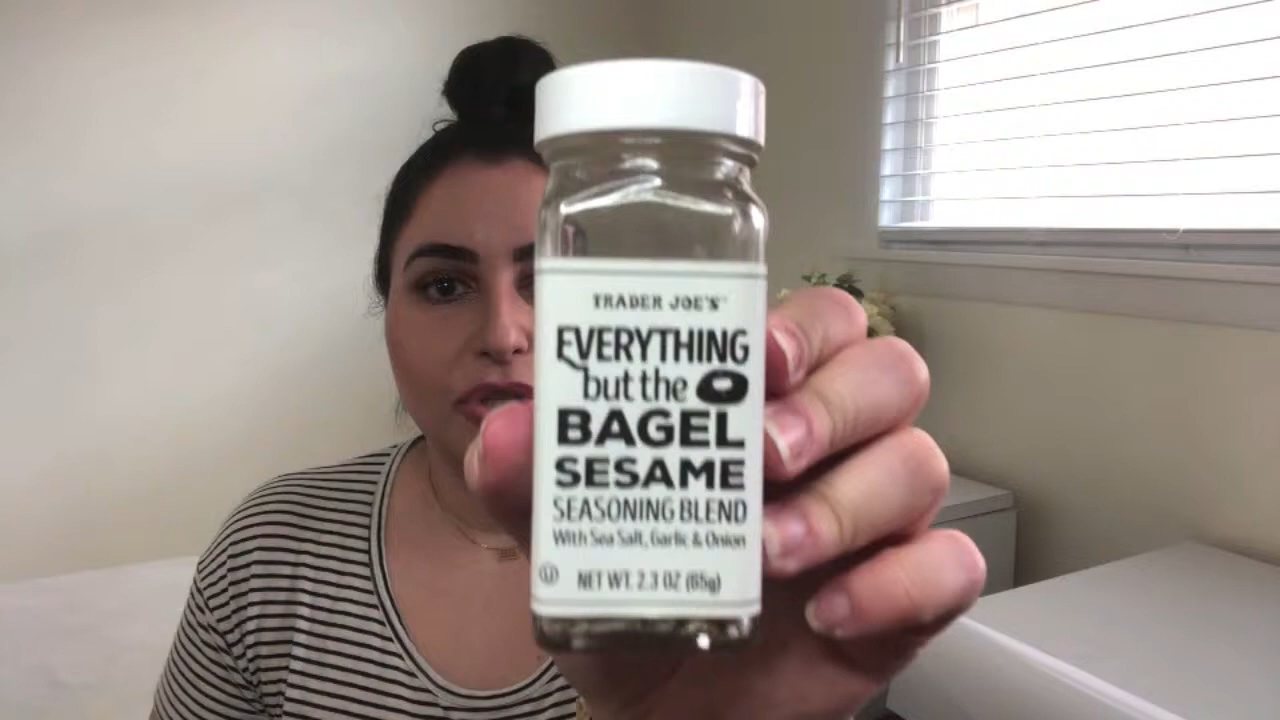 TRADER JOE'S™
EVERYTHING
but the
BAGEL
SESAME
SEASONING BLEND
With Sea Salt, Garlic & Onion
U NET WT. 2.3 OZ (65g)